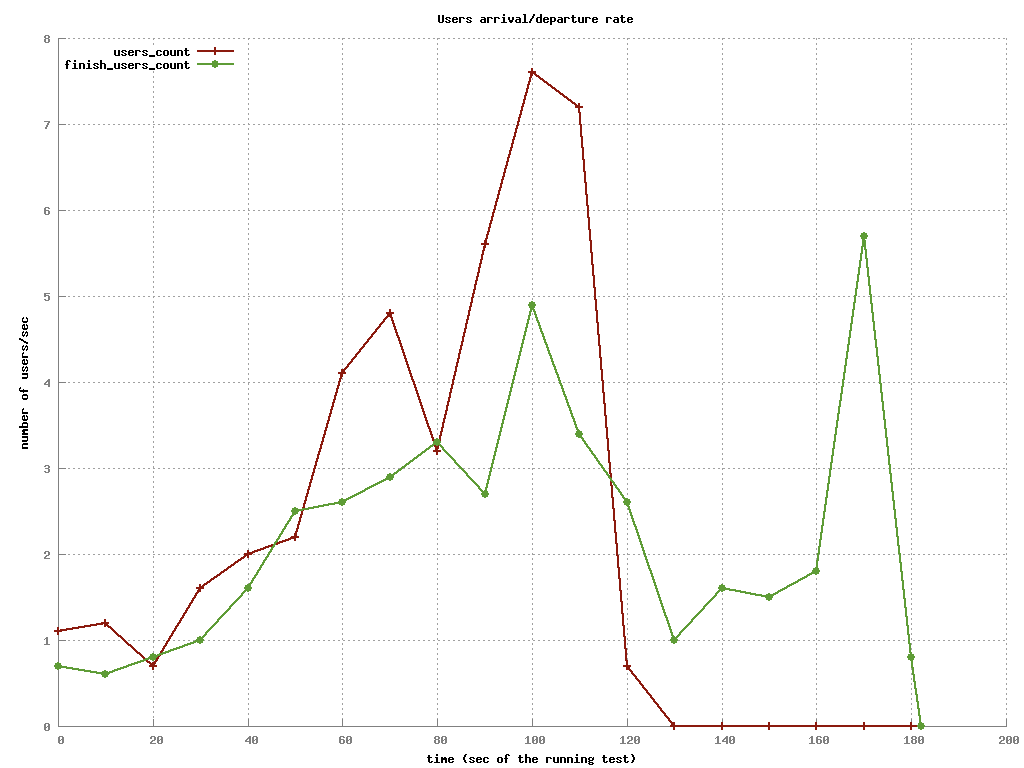 Users arrival/departure rate
users_count
finish_users_count
8
7
6
5
4
3
2
1
0
number of users/sec
0 20 40 60 80 100 120 140 160 180 200
time (sec of the running test)